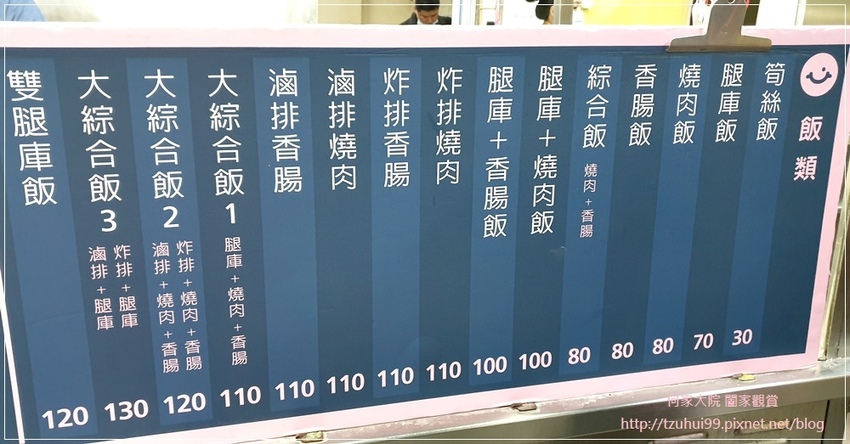 飯類
筍絲飯 30
腿庫飯 70
燒肉飯 80
香腸飯 80
綜合飯 燒肉+香腸 80
腿庫+燒肉飯 100
腿庫+香腸飯 100
炸排燒肉 110
炸排香腸 110
滷排燒肉 110
滷排香腸 110
大綜合飯1 腿庫+燒肉+香腸 110
大綜合飯2 炸排+燒肉+香腸
滷排+燒肉+香腸 120
大綜合飯3 炸排+腿庫
滷排+腿庫 130
雙腿庫飯 120
何家大院 闔家觀賞
http://tzuhui99.pixnet.net/blog